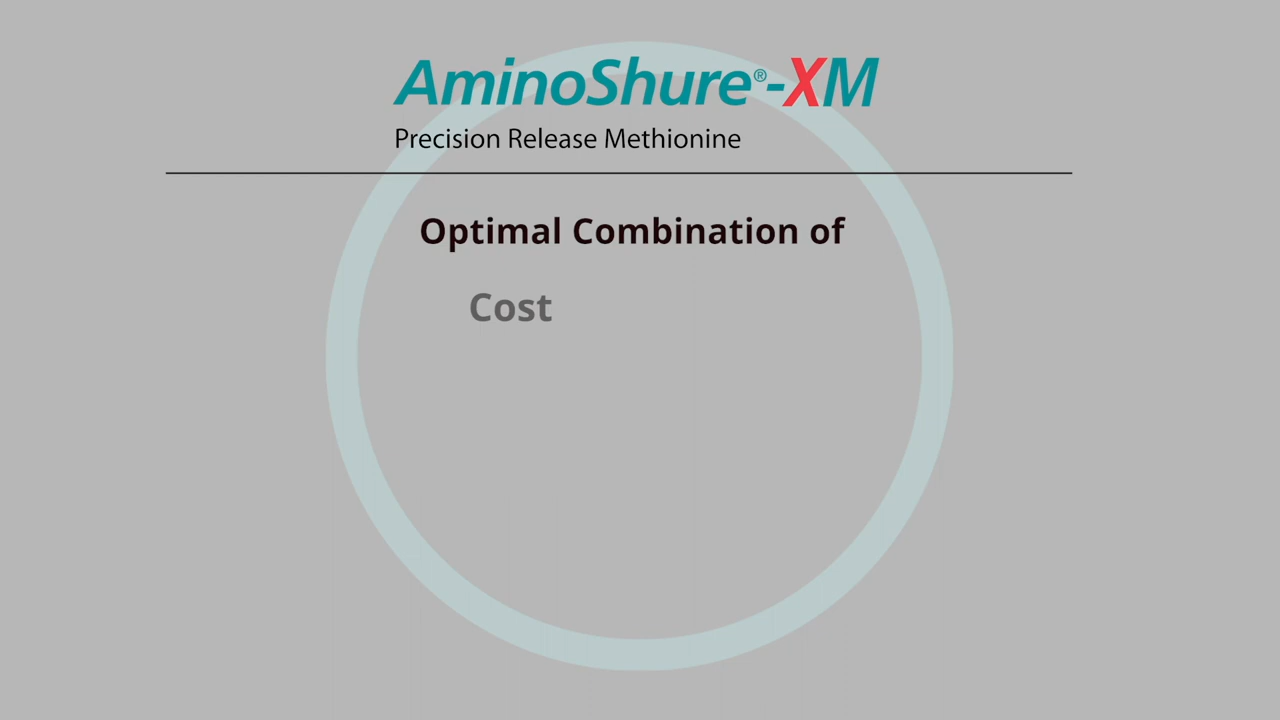 AminoShure®-XM
Precision Release Methionine
Optimal Combination of
Cost